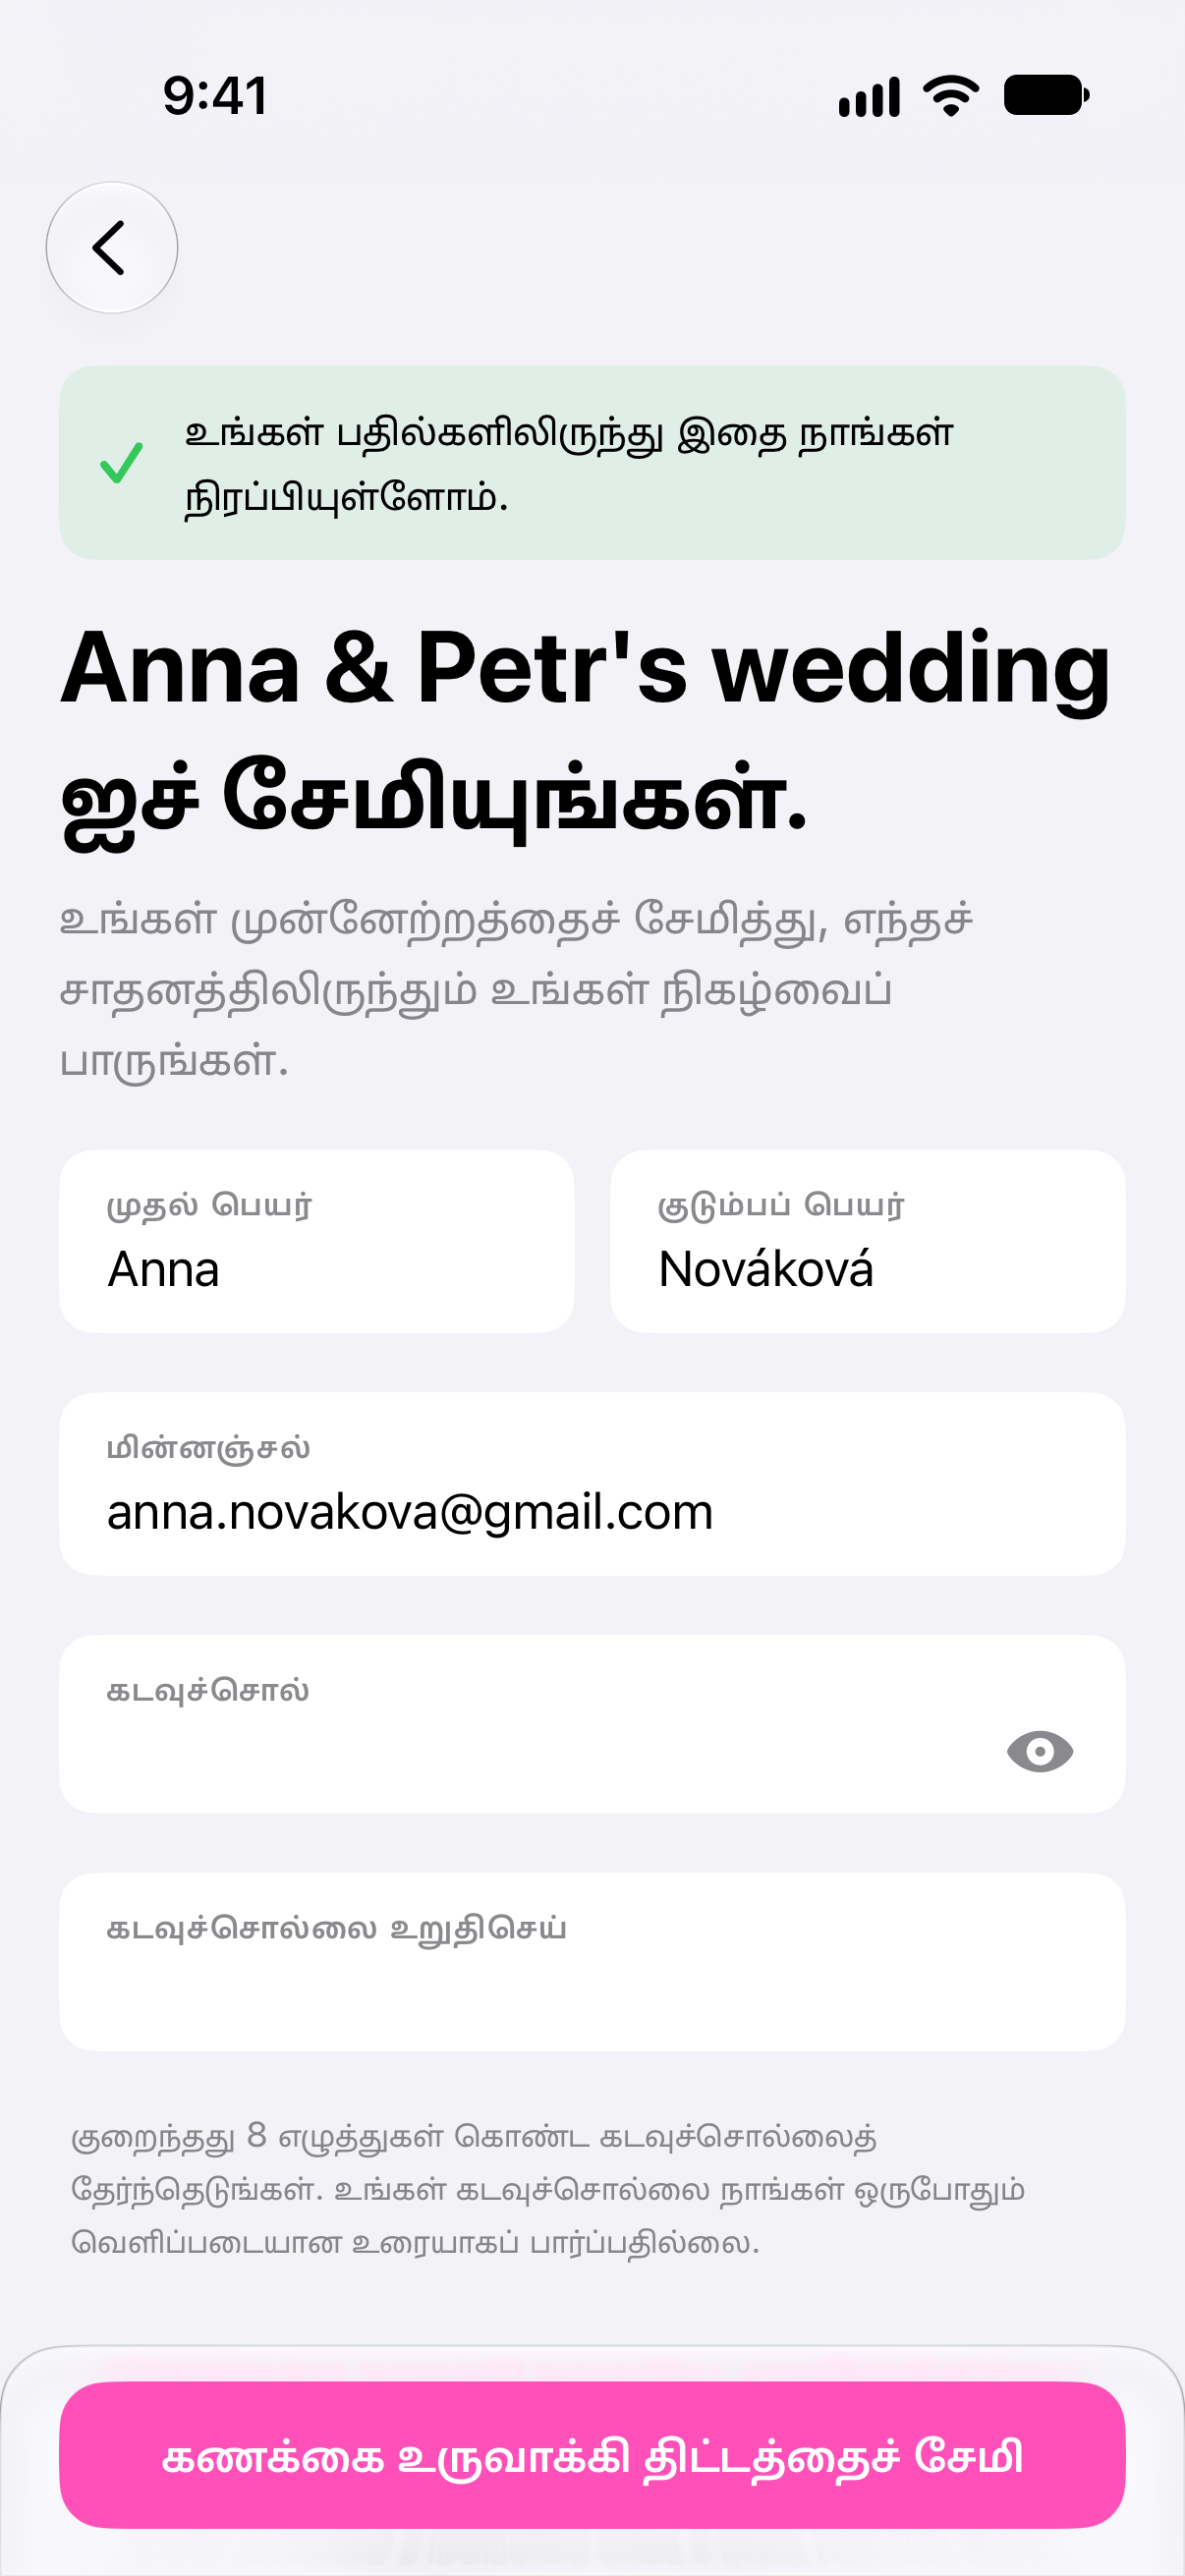 9:41
உங்கள் பதில்களிலிருந்து இதை நாங்கள்
நிரப்பியுள்ளோம்.
Anna & Petr's wedding
ஐச் சேமியுங்கள்.
உங்கள் முன்னேற்றத்தைச் சேமித்து, எந்தச்
சாதனத்திலிருந்தும் உங்கள் நிகழ்வைப்
பாருங்கள்.
முதல் பெயர்
Anna
குடும்பப் பெயர்
Nováková
மின்னஞ்சல்
anna.novakova@gmail.com
கடவுச்சொல்
கடவுச்சொல்லை உறுதிசெய்
குறைந்தது 8 எழுத்துகள் கொண்ட கடவுச்சொல்லைத்
தேர்ந்தெடுங்கள். உங்கள் கடவுச்சொல்லை நாங்கள் ஒருபோதும்
வெளிப்படையான உரையாகப் பார்ப்பதில்லை.
கணக்கை உருவாக்கி திட்டத்தைச் சேமி